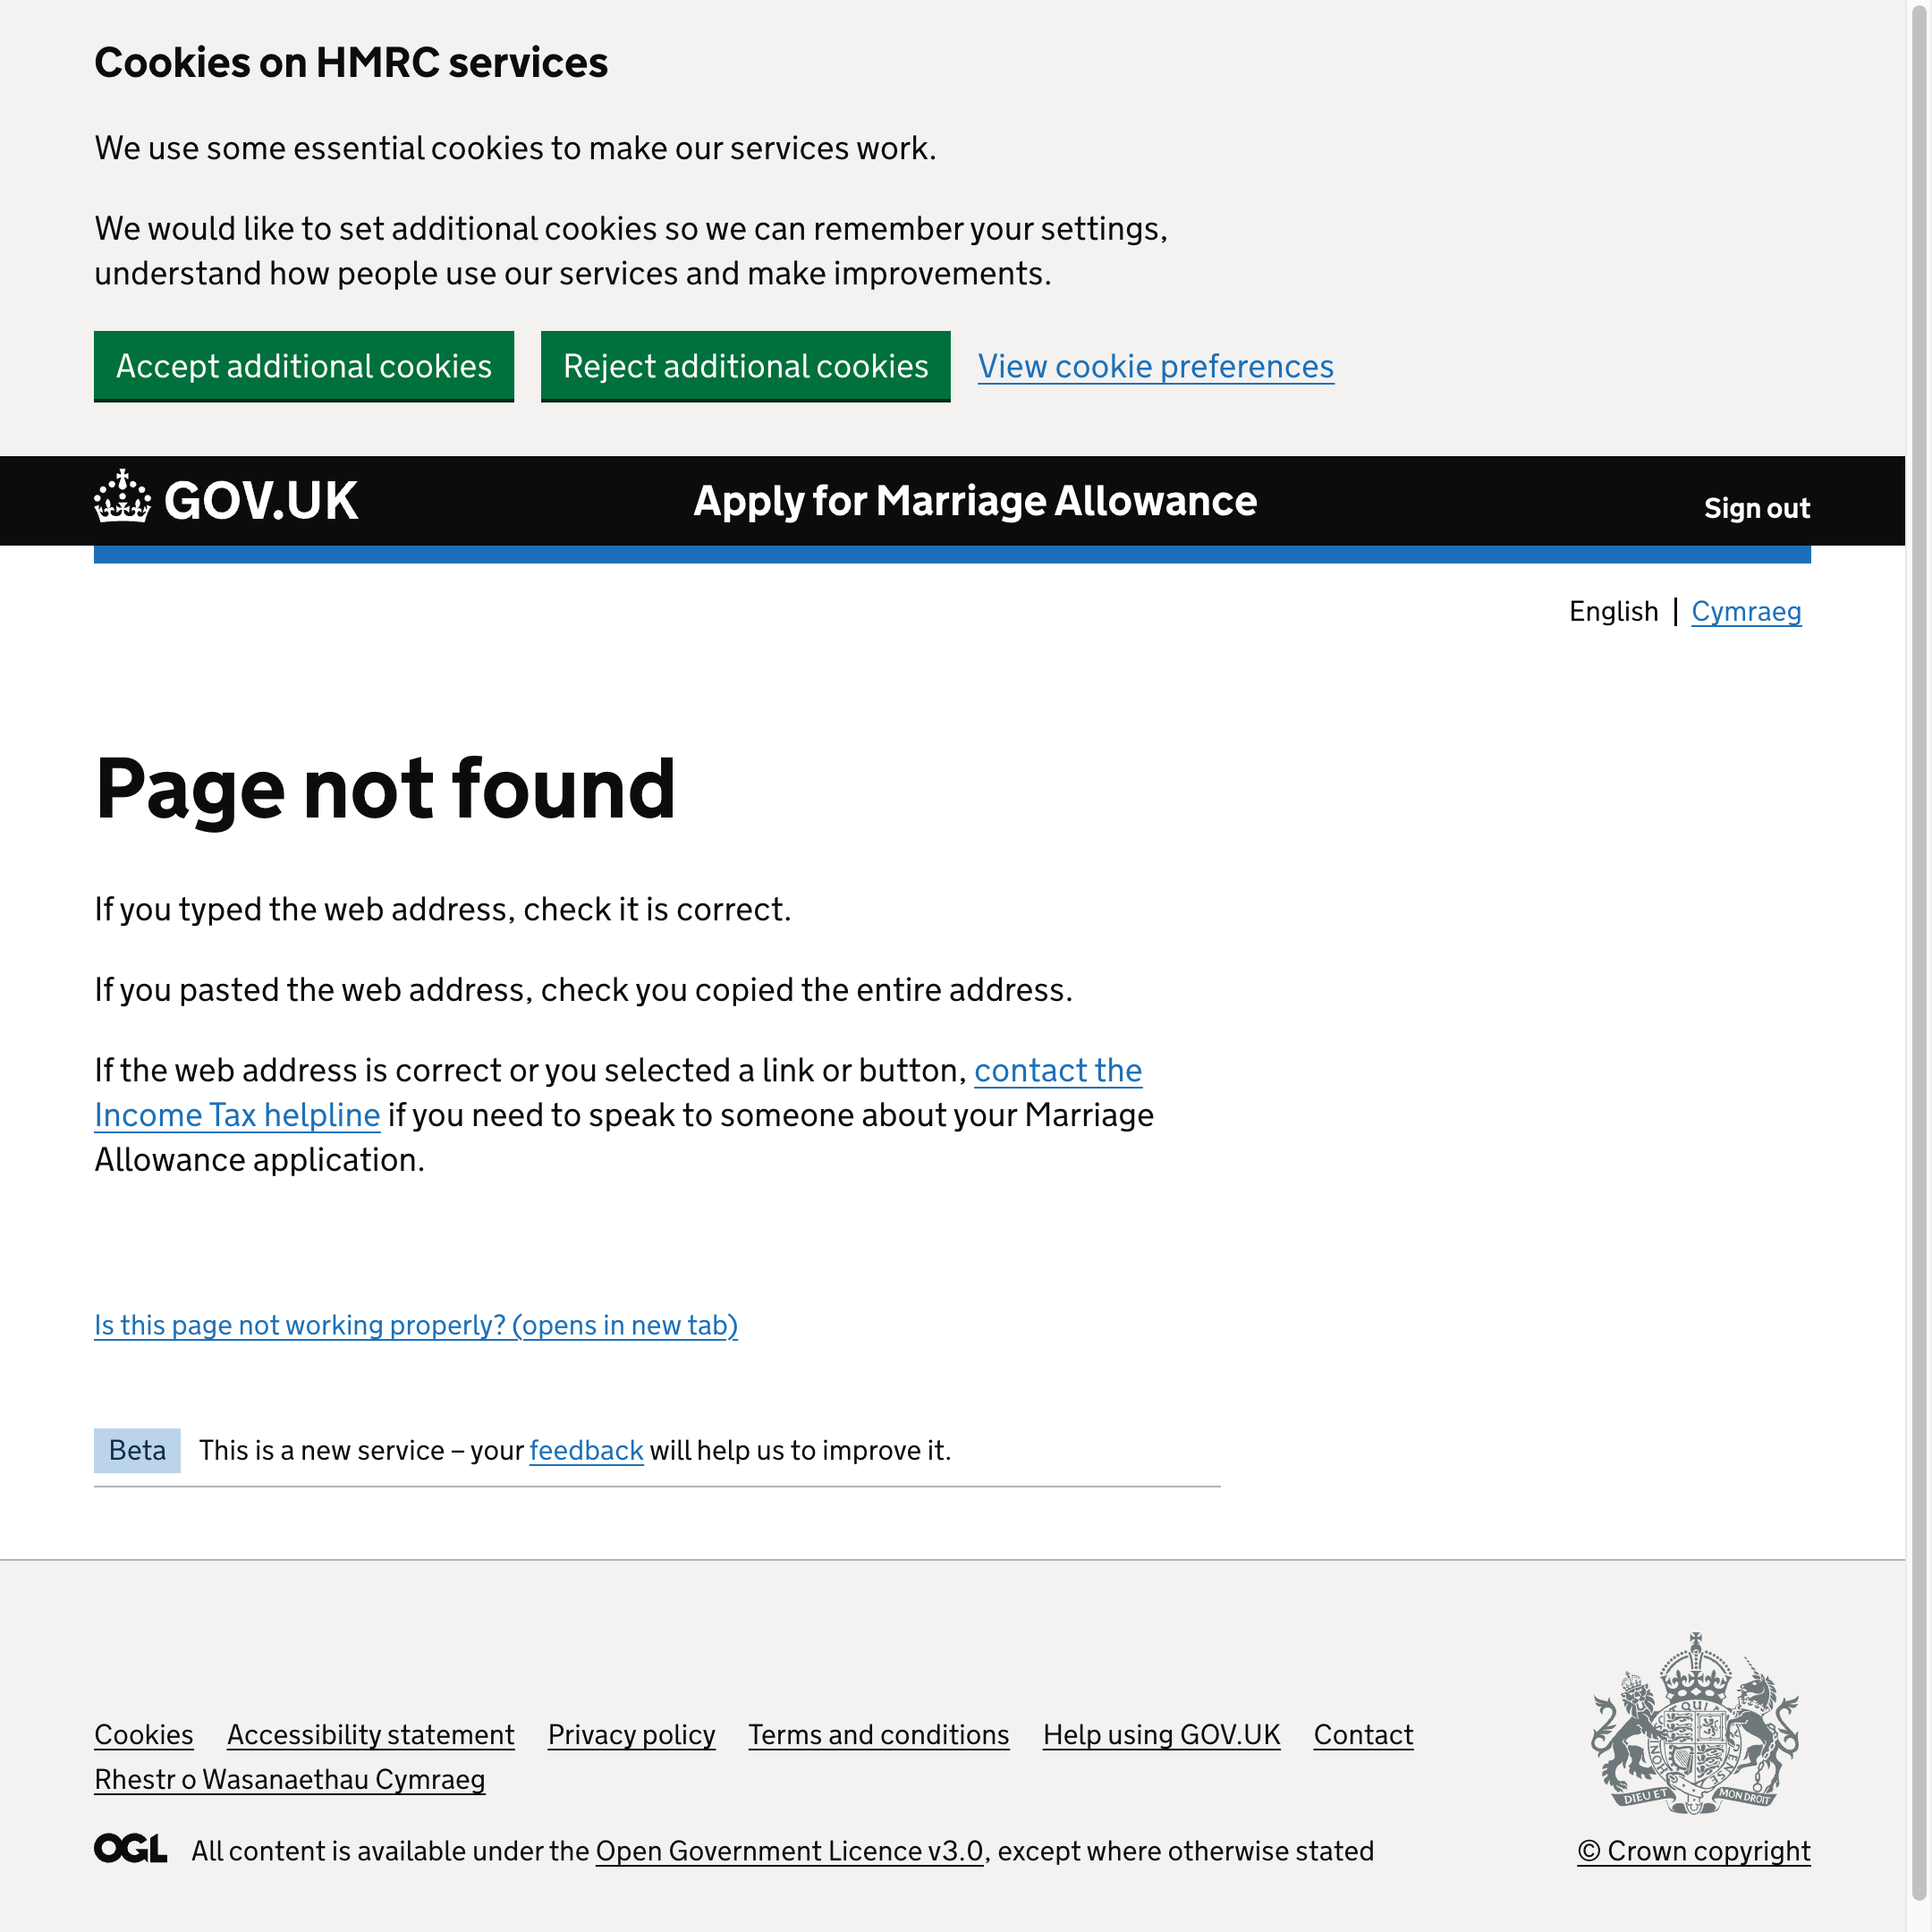 Cookies on HMRC services
We use some essential cookies to make our services work.
We would like to set additional cookies so we can remember your settings,
understand how people use our services and make improvements.
Accept additional cookies
Reject additional cookies
View cookie preferences
GOV.UK
Apply for Marriage Allowance
Sign out
English
Cymraeg
Page not found
If you typed the web address, check it is correct.
If you pasted the web address, check you copied the entire address.
If the web address is correct or you selected a link or button, contact the
Income Tax helpline if you need to speak to someone about your Marriage
Allowance application.
Is this page not working properly? (opens in new tab)
Beta
This is a new service – your feedback will help us to improve it.
Cookies
Accessibility statement
Privacy policy
Terms and conditions
Help using GOV.UK
Contact
Rhestr o Wasanaethau Cymraeg
OGL
All content is available under the Open Government Licence v3.0, except where otherwise stated
QUI
DIEU ET
MON DROIT
© Crown copyright